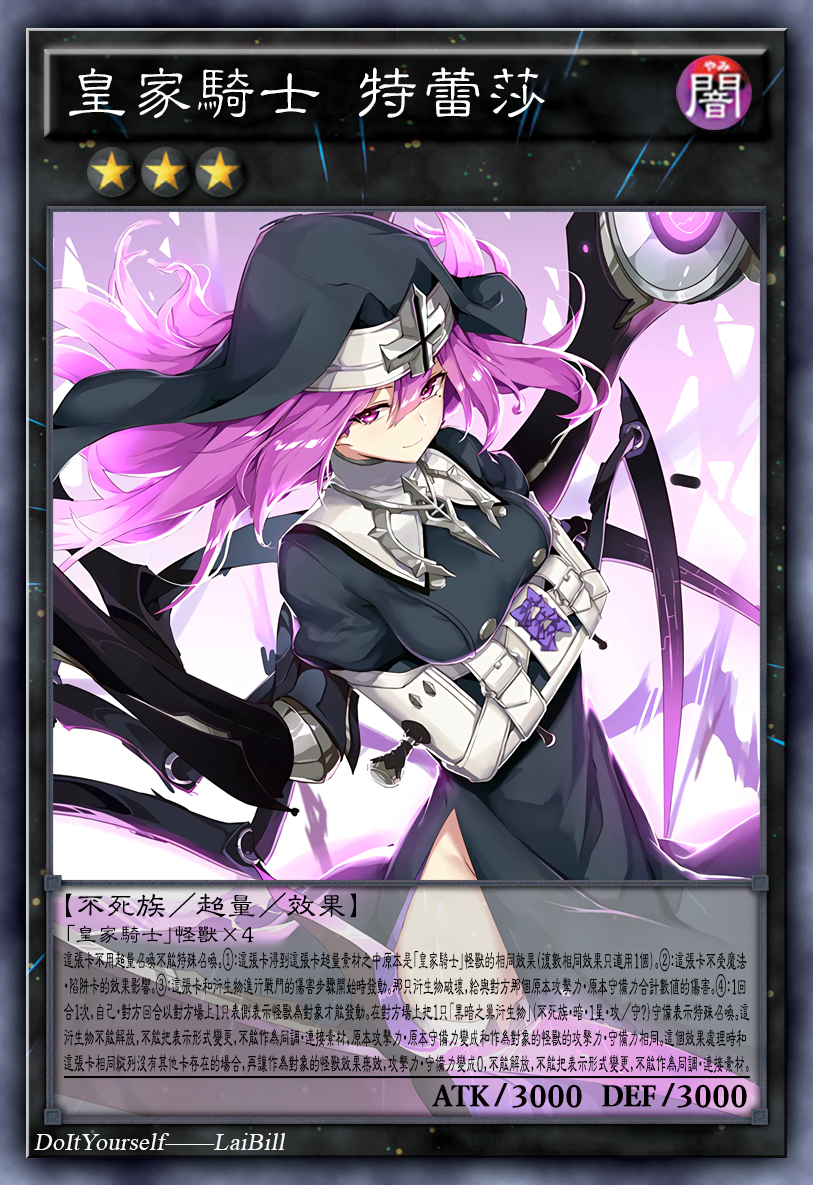 皇家騎士 特蕾莎
やみ
闇
【不死族／超量／效果】
「皇家騎士」怪獸×4
這張卡不用超量召喚不能特殊召喚。①:這張卡得到這張卡超量素材之中原本是「皇家騎士」怪獸的相同效果(複數相同效果只適用1個)。②:這張卡不受魔法
・陷阱卡的效果影響。③:這張卡和衍生物進行戰鬥的傷害步驟開始時發動。那只衍生物破壞,給與對方那個原本攻擊力・原本守備力合計數值的傷害。④:1回
合1次,自己・對方回合以對方場上1只表側表示怪獸為對象才能發動。在對方場上把1只「黑暗之巢衍生物」(不死族・暗・1星・攻／守?)守備表示特殊召喚。這
衍生物不能解放,不能把表示形式變更,不能作為同調・連接素材,原本攻擊力・原本守備力變成和作為對象的怪獸的攻擊力・守備力相同。這個效果處理時和
這張卡相同縱列沒有其他卡存在的場合,再讓作為對象的怪獸效果無效,攻擊力・守備力變成0,不能解放,不能把表示形式變更,不能作為同調・連接素材。
ATK/3000 DEF/3000
DoItYourself——LaiBill